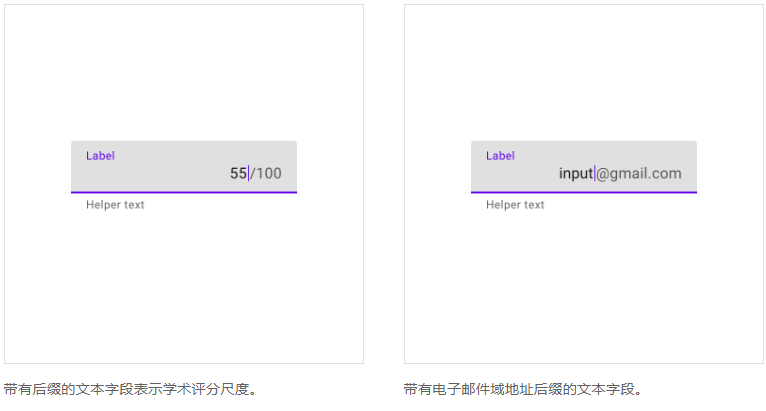 Label
55/100
Helper text
带有后缀的文本字段表示学术评分尺度。
Label
input@gmail.com
Helper text
带有电子邮件域地址后缀的文本字段。